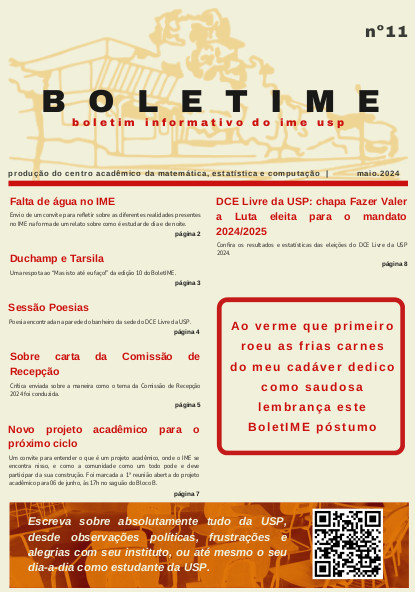 nº11
BOLETIME
boletim informativo do ime usp
produção do centro acadêmico da matemática, estatística e computação | maio.2024
Falta de água no IME
Envio de um convite para refletir sobre as diferentes realidades presentes
no IME na forma de um relato sobre como é estudar de dia e de noite.
página 2
Duchamp e Tarsila
Uma resposta ao "Masisto até eu faço!" da edição 10 do BoletIME.
página 3
Sessão Poesias
Poesia encontrada na parede do banheiro da sede do DCE Livre da USP.
página 4
Sobre carta da Comissão de
Recepção
Crítica enviada sobre a maneira como o tema da Comissão de Recepção
2024 foi conduzida.
página 5
Novo projeto acadêmico para o
próximo ciclo
Um convite para entender o que é um projeto acadêmico, onde o IME se
encontra nisso, e como a comunidade como um todo pode e deve
participar da sua construção. Foi marcada a 1ª reunião aberta do projeto
acadêmico para 06 de junho, às 17h no saguão do Bloco B.
página 7
DCE Livre da USP: chapa Fazer Valer
a Luta eleita para o mandato
2024/2025
Confira os resultados e estatísticas das eleições do DCE Livre da USP
2024.
página 8
Ao verme que primeiro
roeu as frias carnes
do meu cadáver dedico
como saudosa
lembrança este
BoletIME póstumo
Escreva sobre absolutamente tudo da USP,
desde observações políticas, frustrações e
alegrias com seu instituto, ou até mesmo o seu
dia-a-dia como estudante da USP.